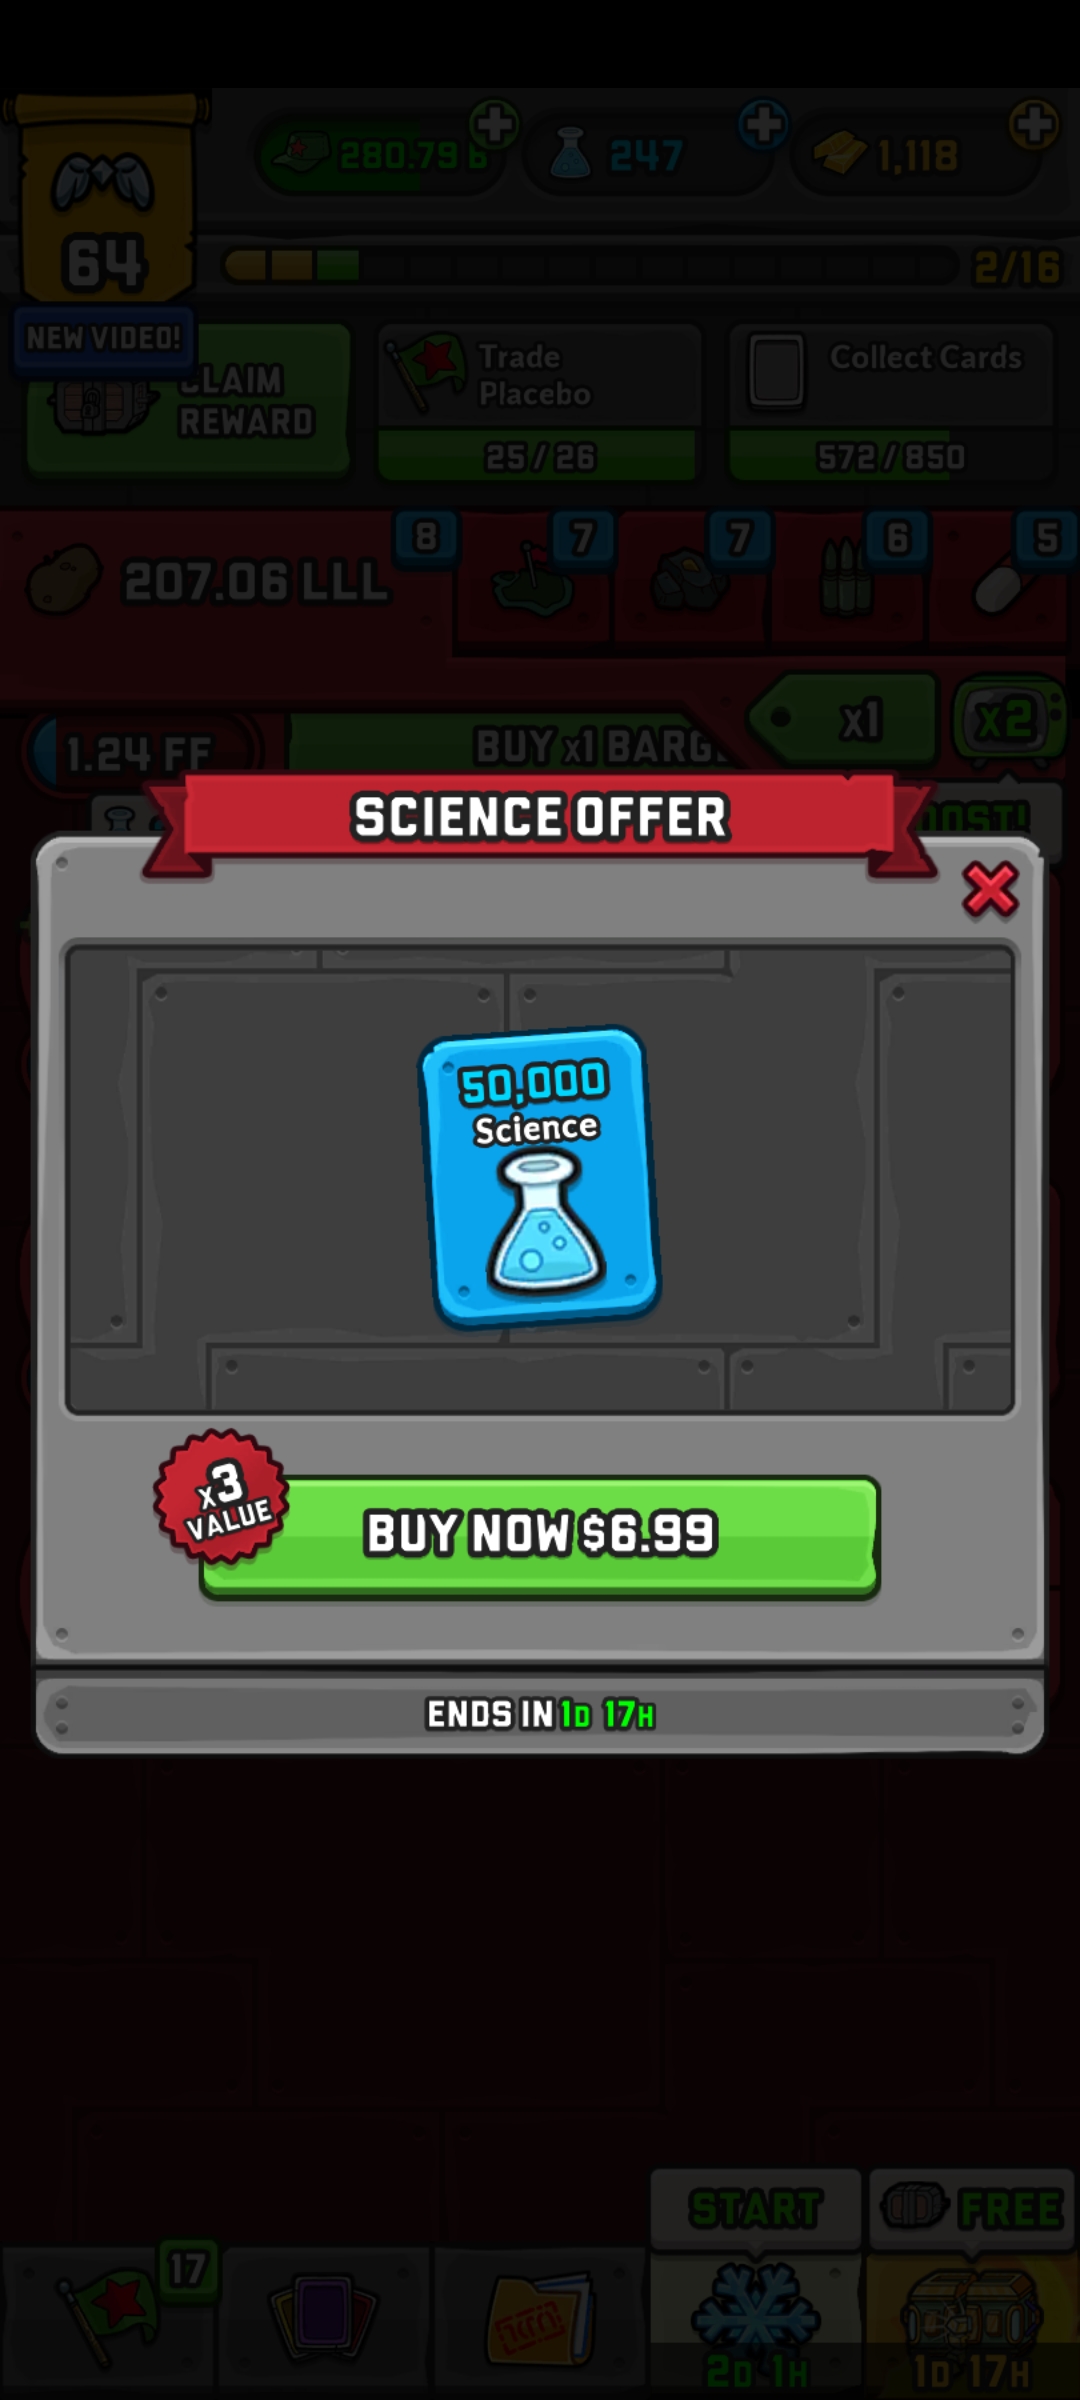 280.79 B
247
1,118
64
2/16
NEW VIDEO!
CLAIM
REWARD
Trade
Placebo
25/26
Collect Cards
572/850
207.06 LLL
8
7
7
6
5
1.24 FF
BUY x1
x1
x2
SCIENCE OFFER
50,000
Science
x3
VALUE
BUY NOW $6.99
ENDS IN 1D 17H
START
FREE
17
2D 1H
1D 17H